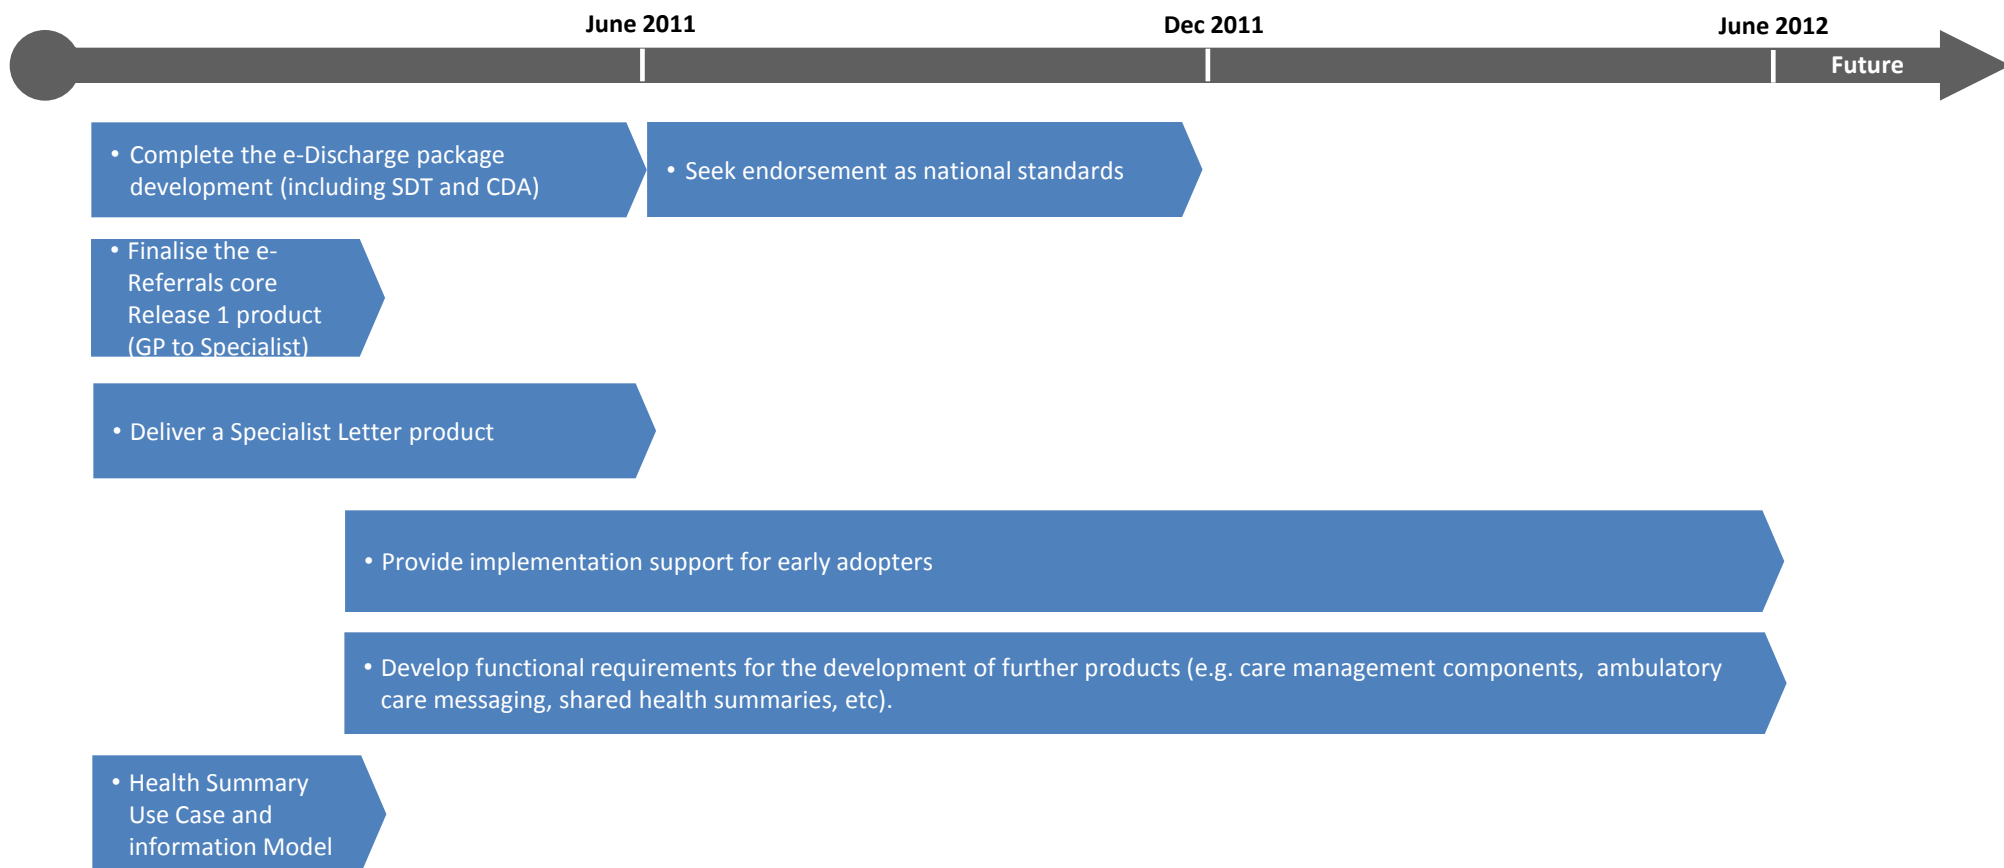 June 2011
Dec 2011
June 2012
Future
• Complete the e-Discharge package
development (including SDT and CDA)
• Seek endorsement as national standards
• Finalise the e-
Referrals core
Release 1 product
(GP to Specialist)
• Deliver a Specialist Letter product
• Provide implementation support for early adopters
• Develop functional requirements for the development of further products (e.g. care management components,  ambulatory
care messaging, shared health summaries, etc).
• Health Summary
Use Case and
information Model